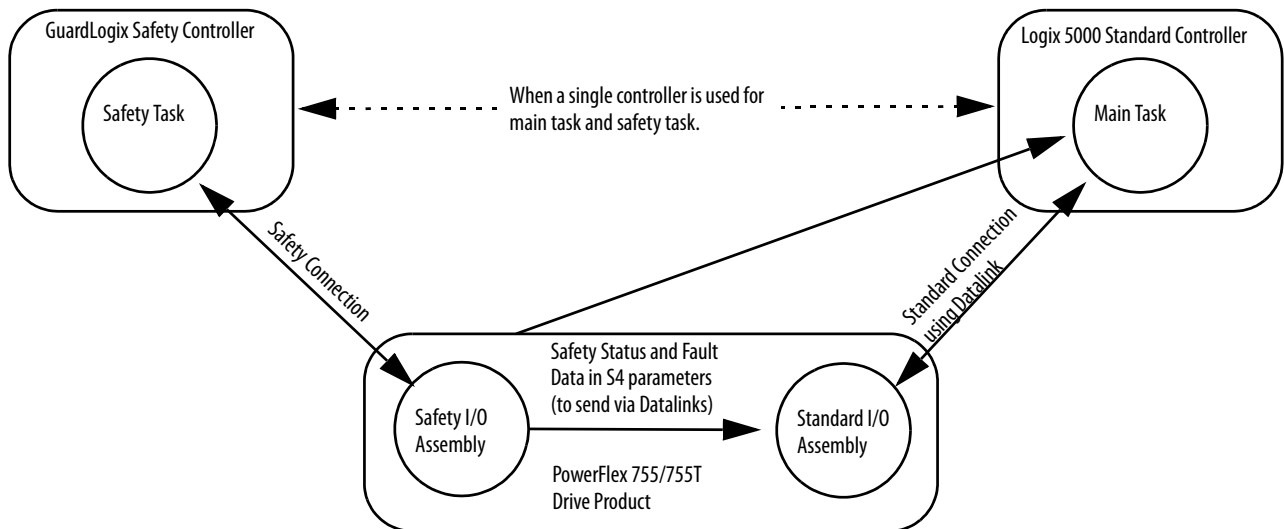 GuardLogix Safety Controller
Safety Task
When a single controller is used for
main task and safety task.
Logix 5000 Standard Controller
Main Task
Safety Connection
Standard Connection
using Datalink
Safety Status and Fault
Data in S4 parameters
(to send via Datalinks)
Safety I/O
Assembly
Standard I/O
Assembly
PowerFlex 755/755T
Drive Product